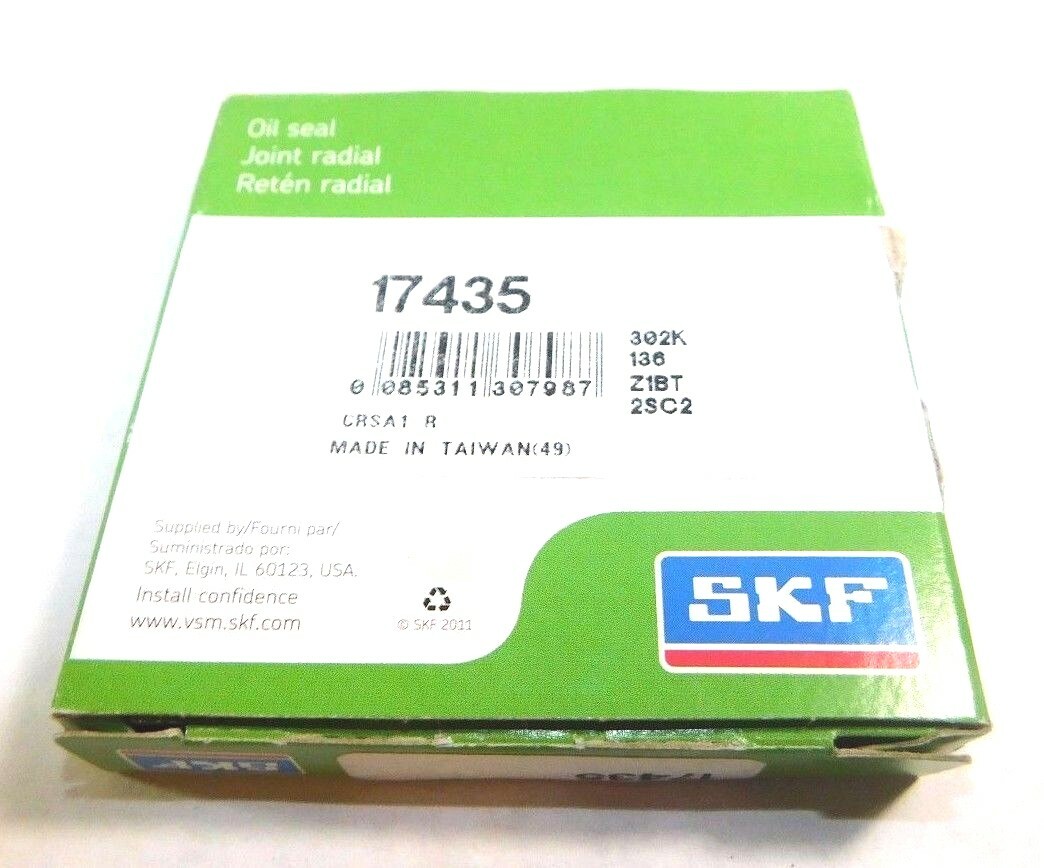 Oil seal
Joint radial
Retén radial
17435
0 085311 307987
302K
136
Z1BT
2SC2
CRSA1 R
MADE IN TAIWAN(49)
Supplied by/Fourni par/
Suministrado por:
SKF, Elgin, IL 60123, USA.
Install confidence
www.vsm.skf.com
© SKF 2011
SKF
SKF
17435